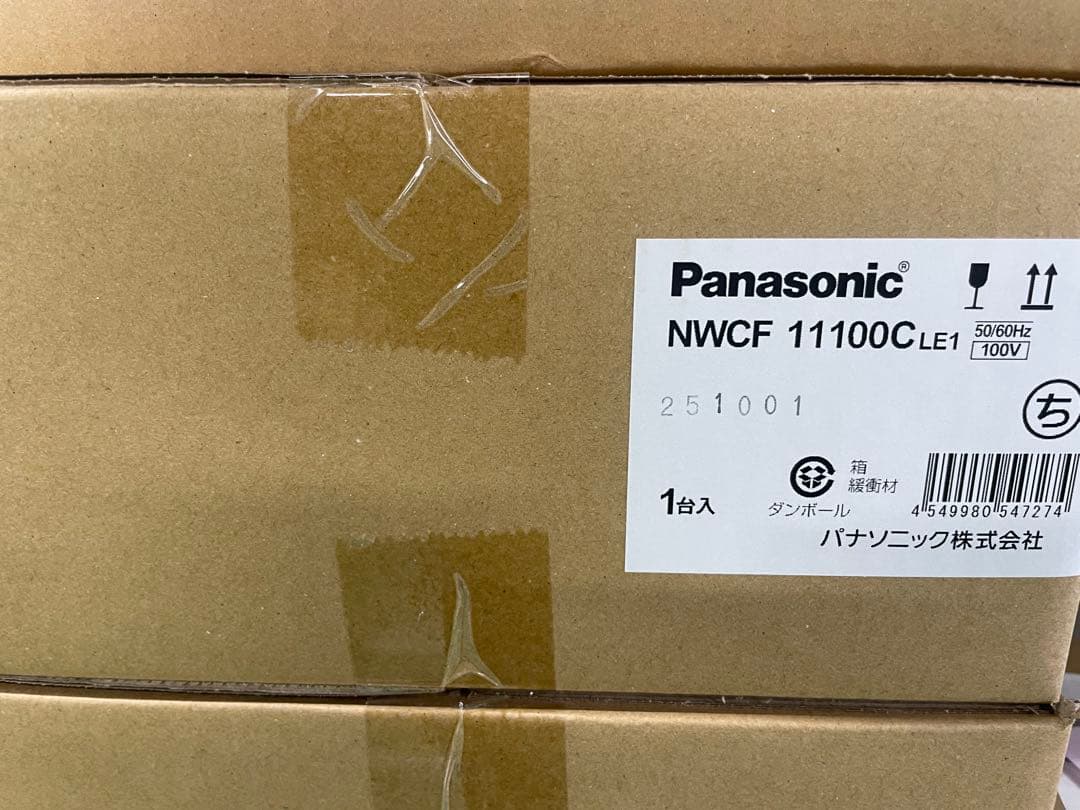 Panasonic®
NWCF 11100C LE1
50/60Hz
100V
251001
ち
箱
緩衝材
ダンボール
1台入
4 549980 547274
パナソニック株式会社